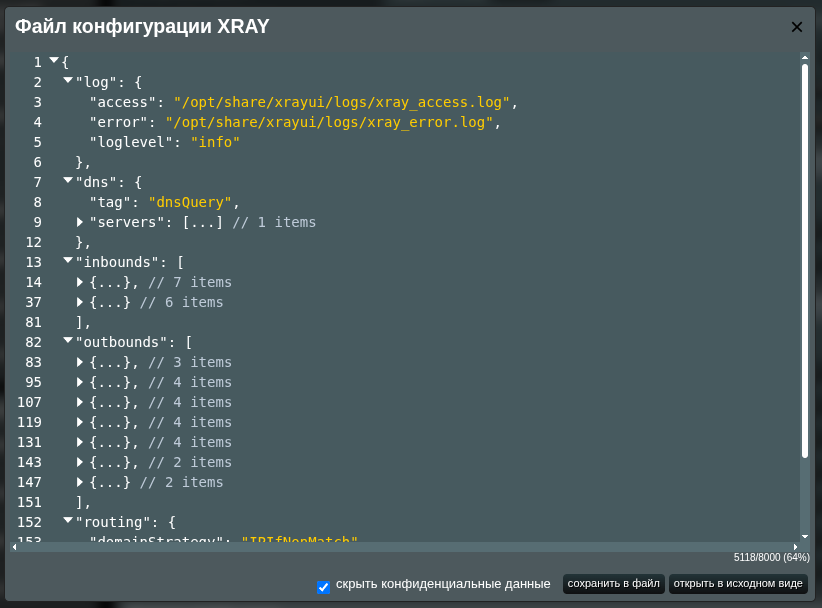 Файл конфигурации XRAY ✕
1 {
2 "log": {
3 "access": "/opt/share/xrayui/logs/xray_access.log",
4 "error": "/opt/share/xrayui/logs/xray_error.log",
5 "loglevel": "info"
6 },
7 "dns": {
8 "tag": "dnsQuery",
9 "servers": [...] // 1 items
12 },
13 "inbounds": [
14 {...}, // 7 items
37 {...} // 6 items
81 ],
82 "outbounds": [
83 {...}, // 3 items
95 {...}, // 4 items
107 {...}, // 4 items
119 {...}, // 4 items
131 {...}, // 4 items
143 {...}, // 2 items
147 {...} // 2 items
151 ],
152 "routing": {
153 "domainStrategy": "IPIfNonMatch"
5118/8000 (64%)
скрыть конфиденциальные данные сохранить в файл открыть в исходном виде